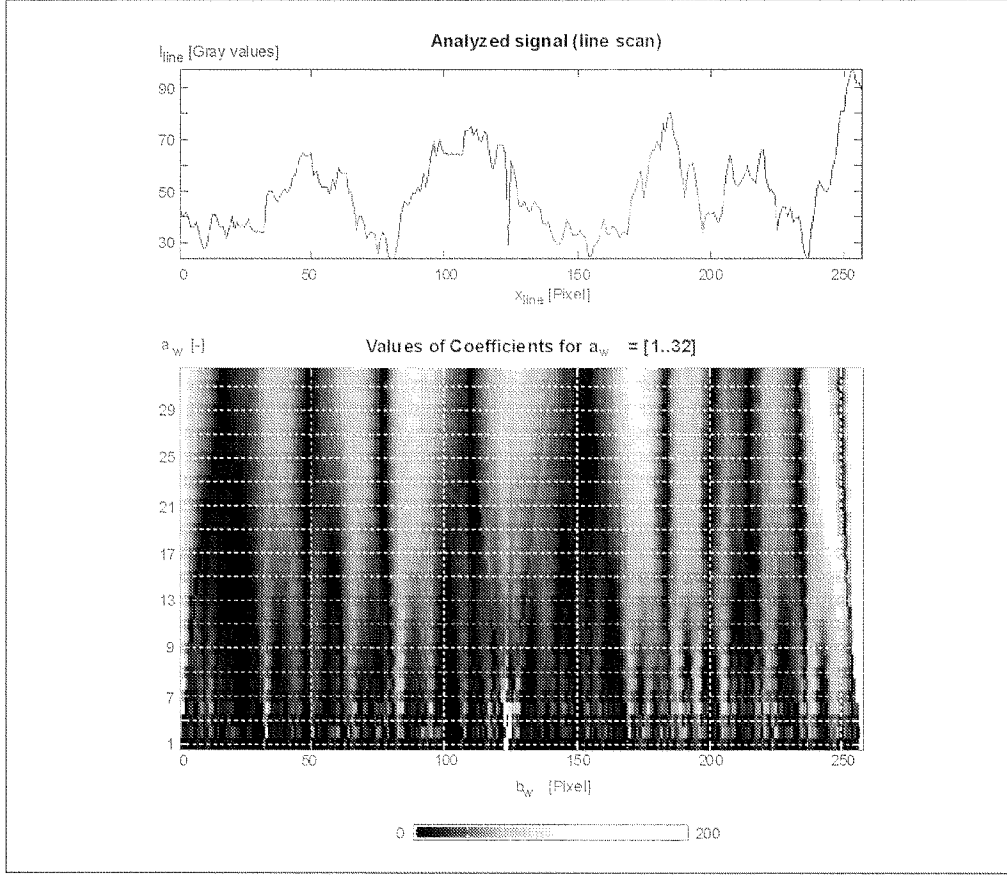 Analyzed signal (line scan)
I_line [Gray values]
90
70
50
30
0 50 100 150 200 250
x_line [Pixel]
a_w [-] Values of Coefficients for a_w = [1..32]
29
25
21
17
13
9
7
1
0 50 100 150 200 250
b_w [Pixel]
0 200